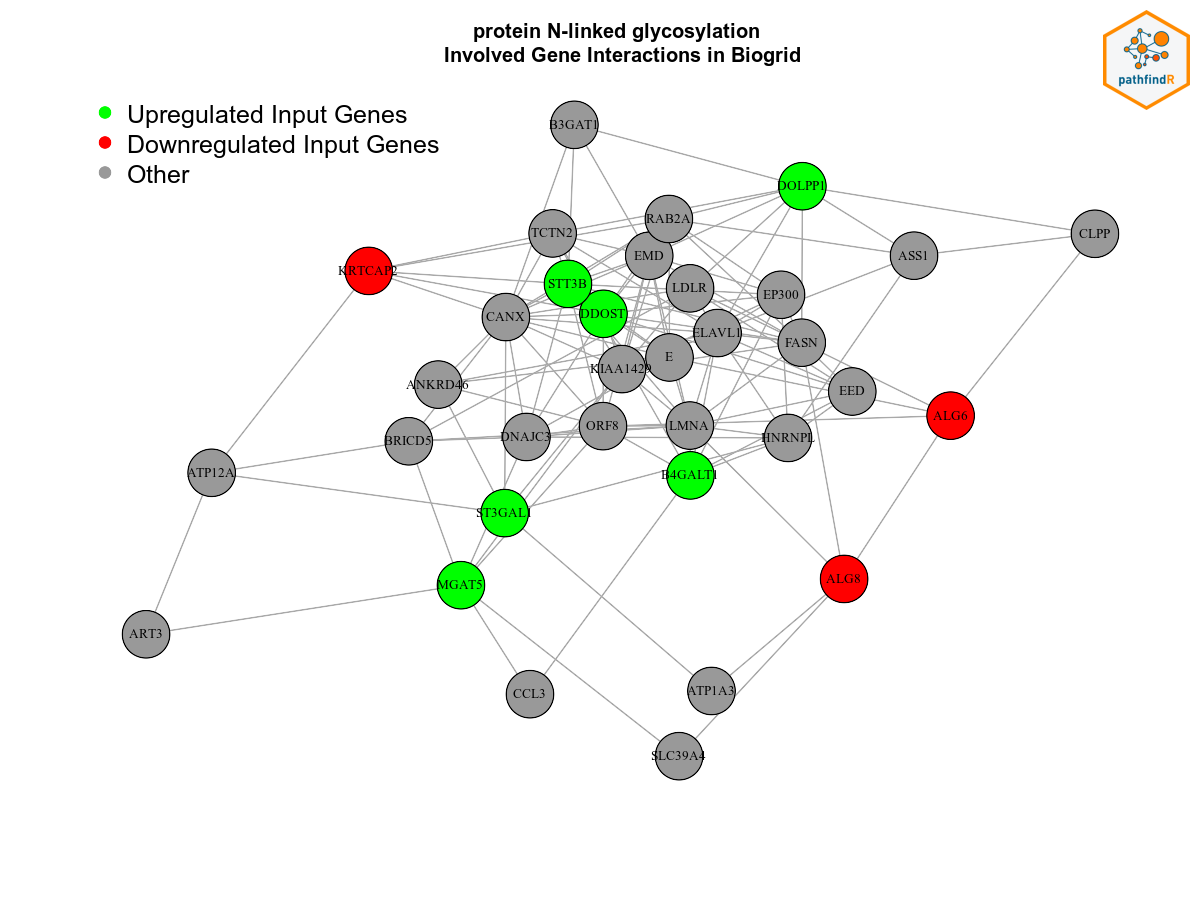 protein N-linked glycosylation
Involved Gene Interactions in Biogrid
pathfindR
Upregulated Input Genes
Downregulated Input Genes
Other
B3GAT1
DOLPP1
RAB2A
TCTN2
CLPP
EMD
ASS1
KRTCAP2
STT3B
LDLR
EP300
DDOST
CANX
ELAVL1
FASN
E
KIAA1429
ANKRD46
EED
ALG6
ORF8
LMNA
DNAJC3
HNRNPL
BRICD5
ATP12A
B4GALT1
ST3GAL1
ALG8
MGAT5
ART3
ATP1A3
CCL3
SLC39A4